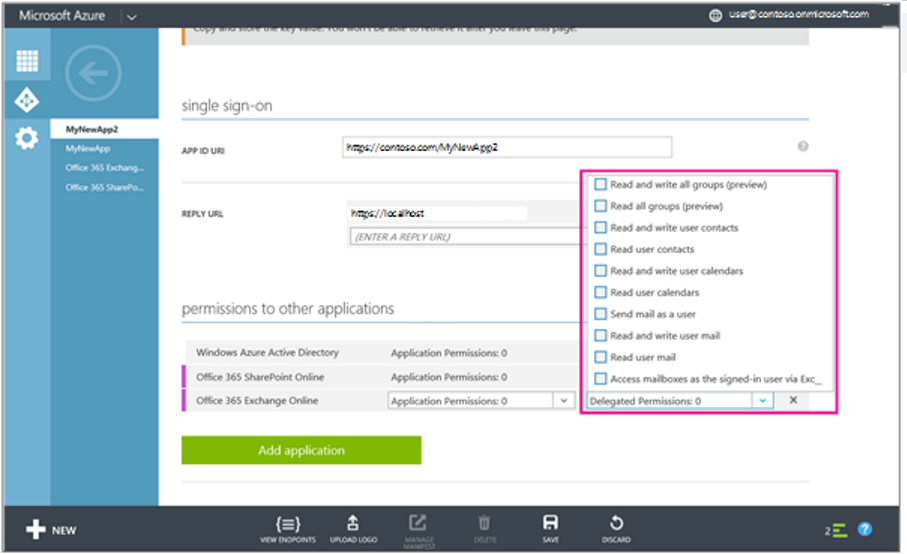 Microsoft Azure
user@contoso.onmicrosoft.com
Copy and store the key value. You won't be able to retrieve it after you leave this page.
single sign-on
MyNewApp2
MyNewApp
Office 365 Exchang...
Office 365 SharePo...
APP ID URI
https://contoso.com/MyNewApp2
REPLY URL
https://localhost
(ENTER A REPLY URL)
Read and write all groups (preview)
Read all groups (preview)
Read and write user contacts
Read user contacts
Read and write user calendars
Read user calendars
Send mail as a user
Read and write user mail
Read user mail
Access mailboxes as the signed-in user via Exc...
permissions to other applications
Windows Azure Active Directory Application Permissions: 0
Office 365 SharePoint Online Application Permissions: 0
Office 365 Exchange Online Application Permissions: 0 Delegated Permissions: 0
Add application
NEW
VIEW ENDPOINTS
UPLOAD LOGO
MANAGE MANIFEST
DELETE
SAVE
DISCARD
2